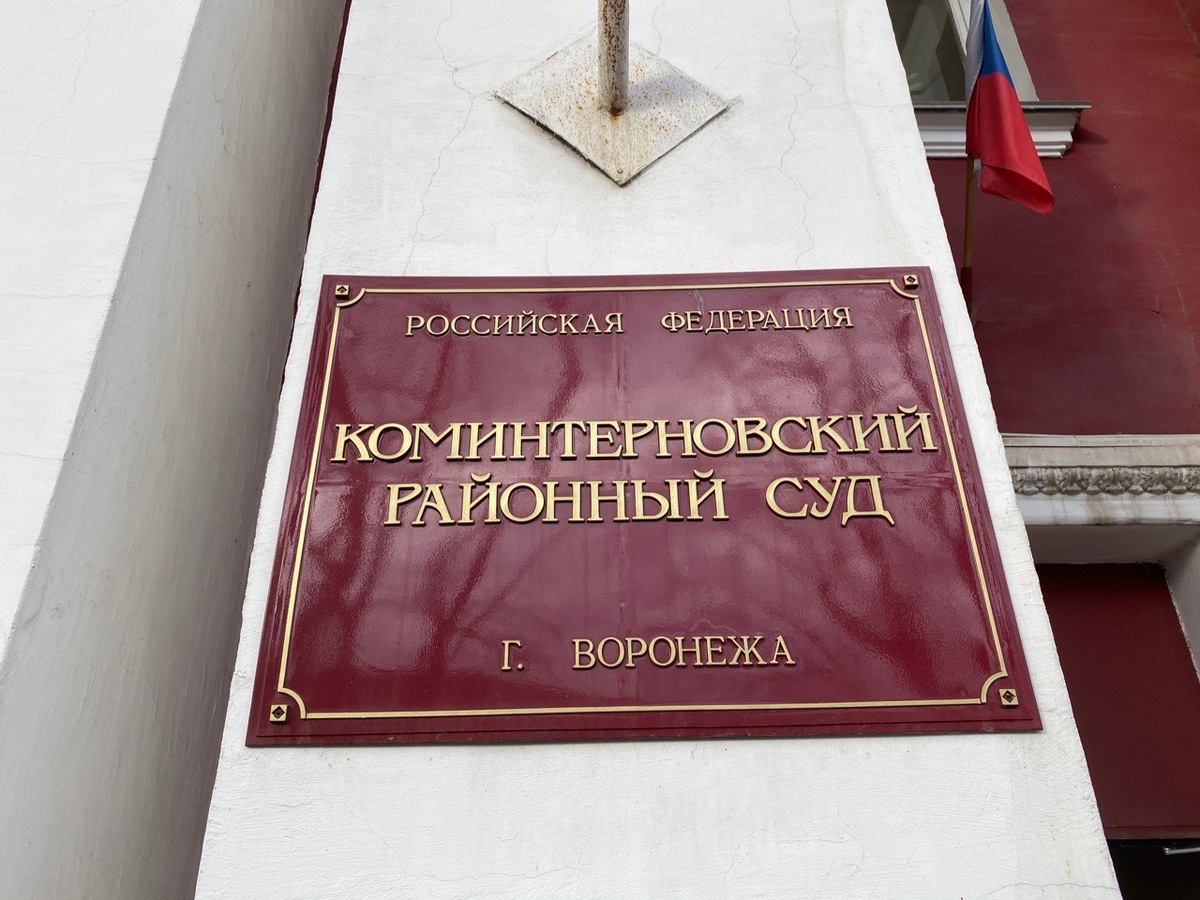 РОССИЙСКАЯ ФЕДЕРАЦИЯ
КОМИНТЕРНОВСКИЙ
РАЙОННЫЙ СУД
Г. ВОРОНЕЖА